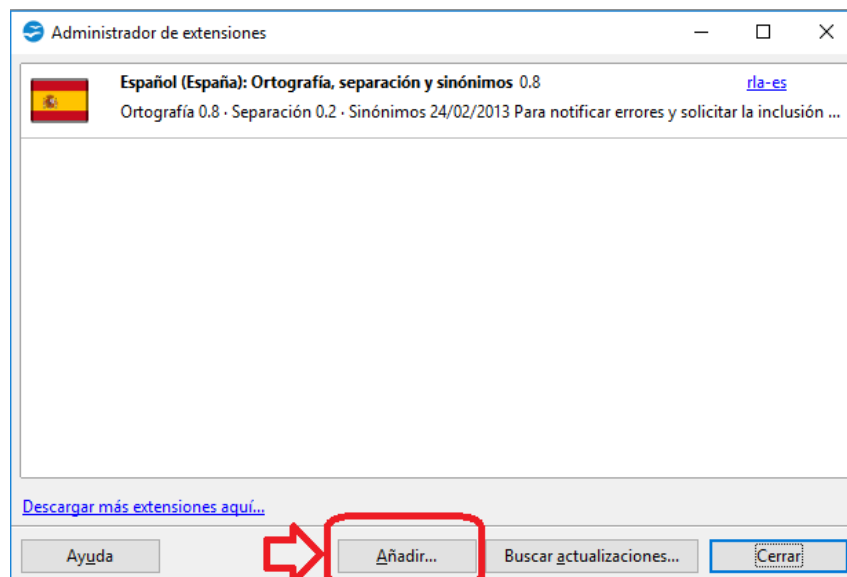 Administrador de extensiones
Español (España): Ortografía, separación y sinónimos 0.8 rla-es
Ortografía 0.8 · Separación 0.2 · Sinónimos 24/02/2013 Para notificar errores y solicitar la inclusión ...
Descargar más extensiones aquí...
Ayuda Añadir... Buscar actualizaciones... Cerrar